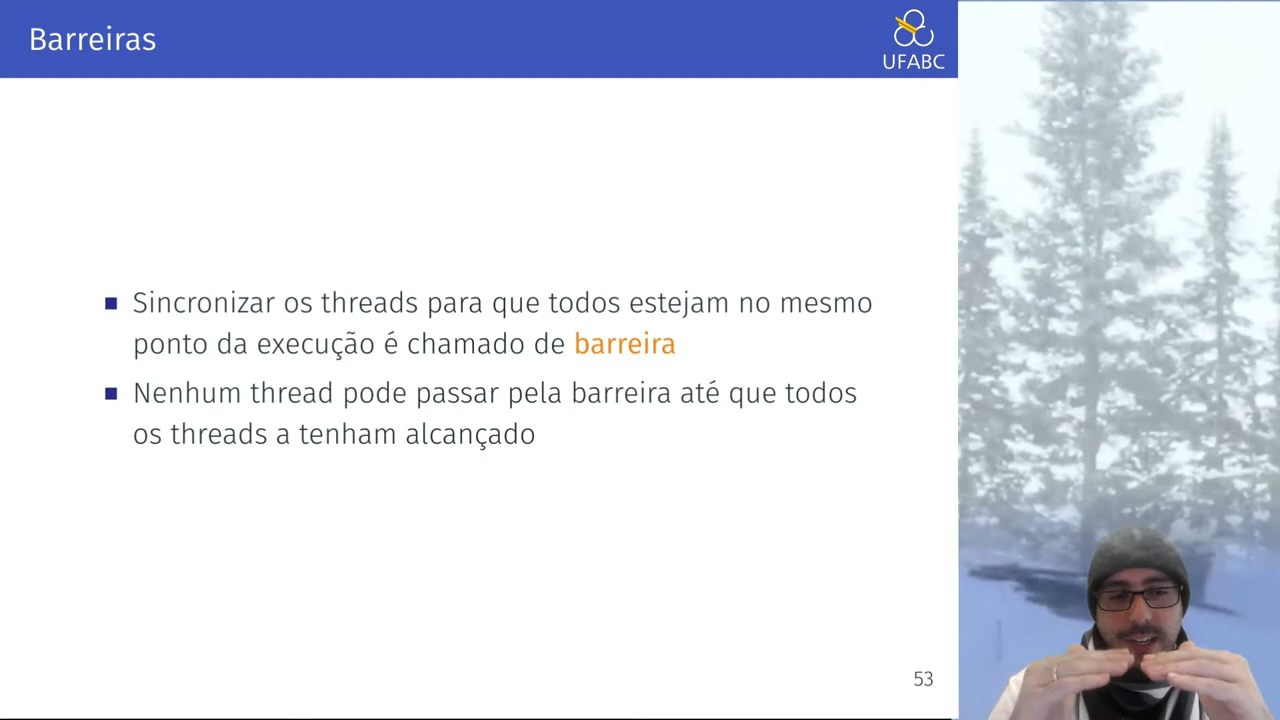 Barreiras
UFABC
Sincronizar os threads para que todos estejam no mesmo
ponto da execução é chamado de barreira
Nenhum thread pode passar pela barreira até que todos
os threads a tenham alcançado
53